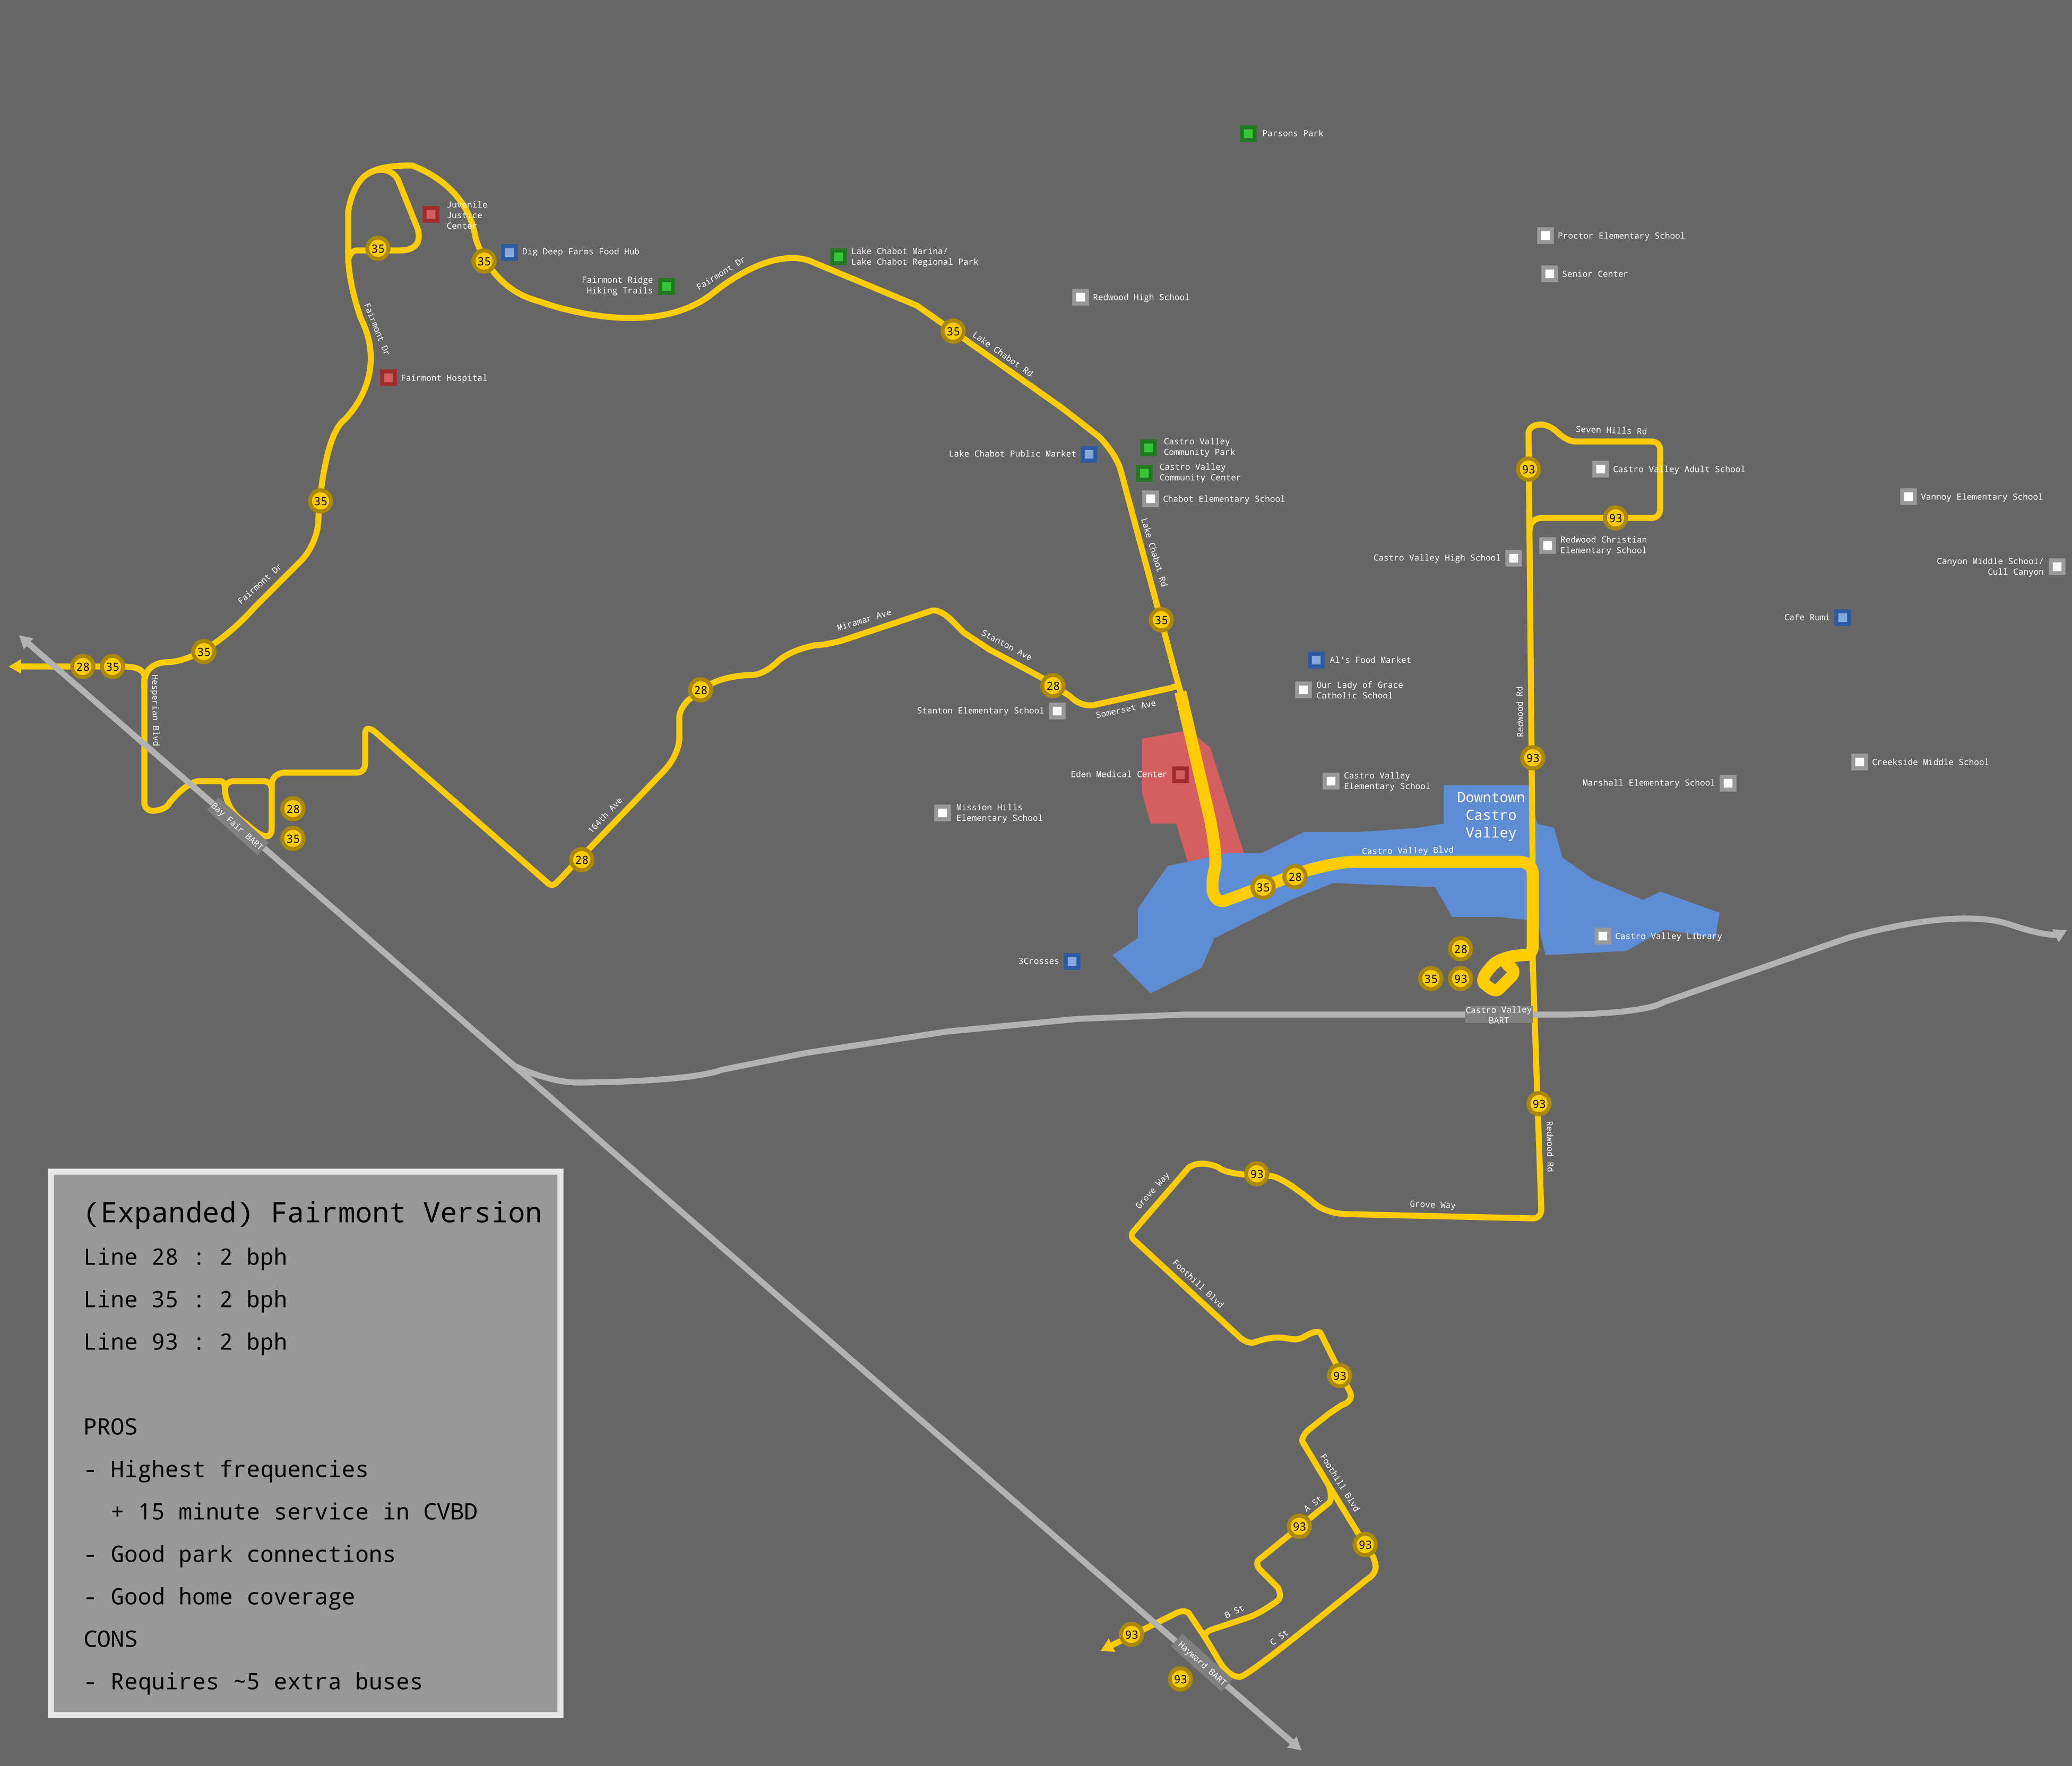 Parsons Park
Juvenile
Justice
Center
35
35
Dig Deep Farms Food Hub
Fairmont Ridge
Hiking Trails
Fairmont Dr
Lake Chabot Marina/
Lake Chabot Regional Park
Proctor Elementary School
Senior Center
Redwood High School
Fairmont Dr
35
Lake Chabot Rd
Fairmont Hospital
Seven Hills Rd
Lake Chabot Public Market
Castro Valley
Community Park
Castro Valley
Community Center
Chabot Elementary School
93
Castro Valley Adult School
Vannoy Elementary School
35
93
Lake Chabot Rd
Castro Valley High School
Redwood Christian
Elementary School
Canyon Middle School/
Cull Canyon
Fairmont Dr
35
Miramar Ave
Cafe Rumi
28
35
35
Stanton Ave
Al's Food Market
Hesperian Blvd
28
28
Our Lady of Grace
Catholic School
Redwood Rd
Stanton Elementary School
Somerset Ave
93
Eden Medical Center
Castro Valley
Elementary School
Marshall Elementary School
Creekside Middle School
28
35
Bay Fair BART
164th Ave
28
Mission Hills
Elementary School
Downtown
Castro
Valley
Castro Valley Blvd
35
28
3Crosses
28
35
93
Castro Valley Library
Castro Valley
BART
93
Redwood Rd
93
Grove Way
Grove Way
Foothill Blvd
93
Foothill Blvd
A St
93
93
B St
C St
93
Hayward BART
93
(Expanded) Fairmont Version
Line 28 : 2 bph
Line 35 : 2 bph
Line 93 : 2 bph
PROS
- Highest frequencies
+ 15 minute service in CVBD
- Good park connections
- Good home coverage
CONS
- Requires ~5 extra buses